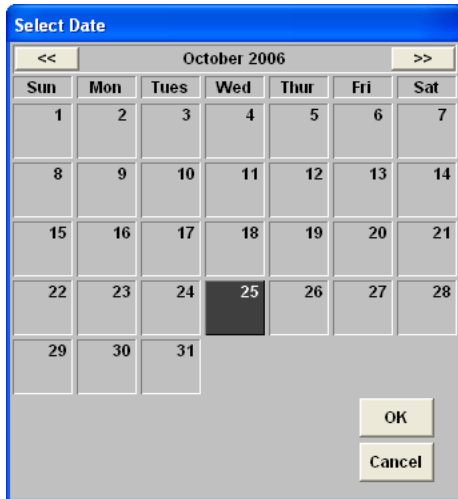 Select Date
<< October 2006 >>
Sun Mon Tues Wed Thur Fri Sat
1 2 3 4 5 6 7
8 9 10 11 12 13 14
15 16 17 18 19 20 21
22 23 24 25 26 27 28
29 30 31
OK
Cancel